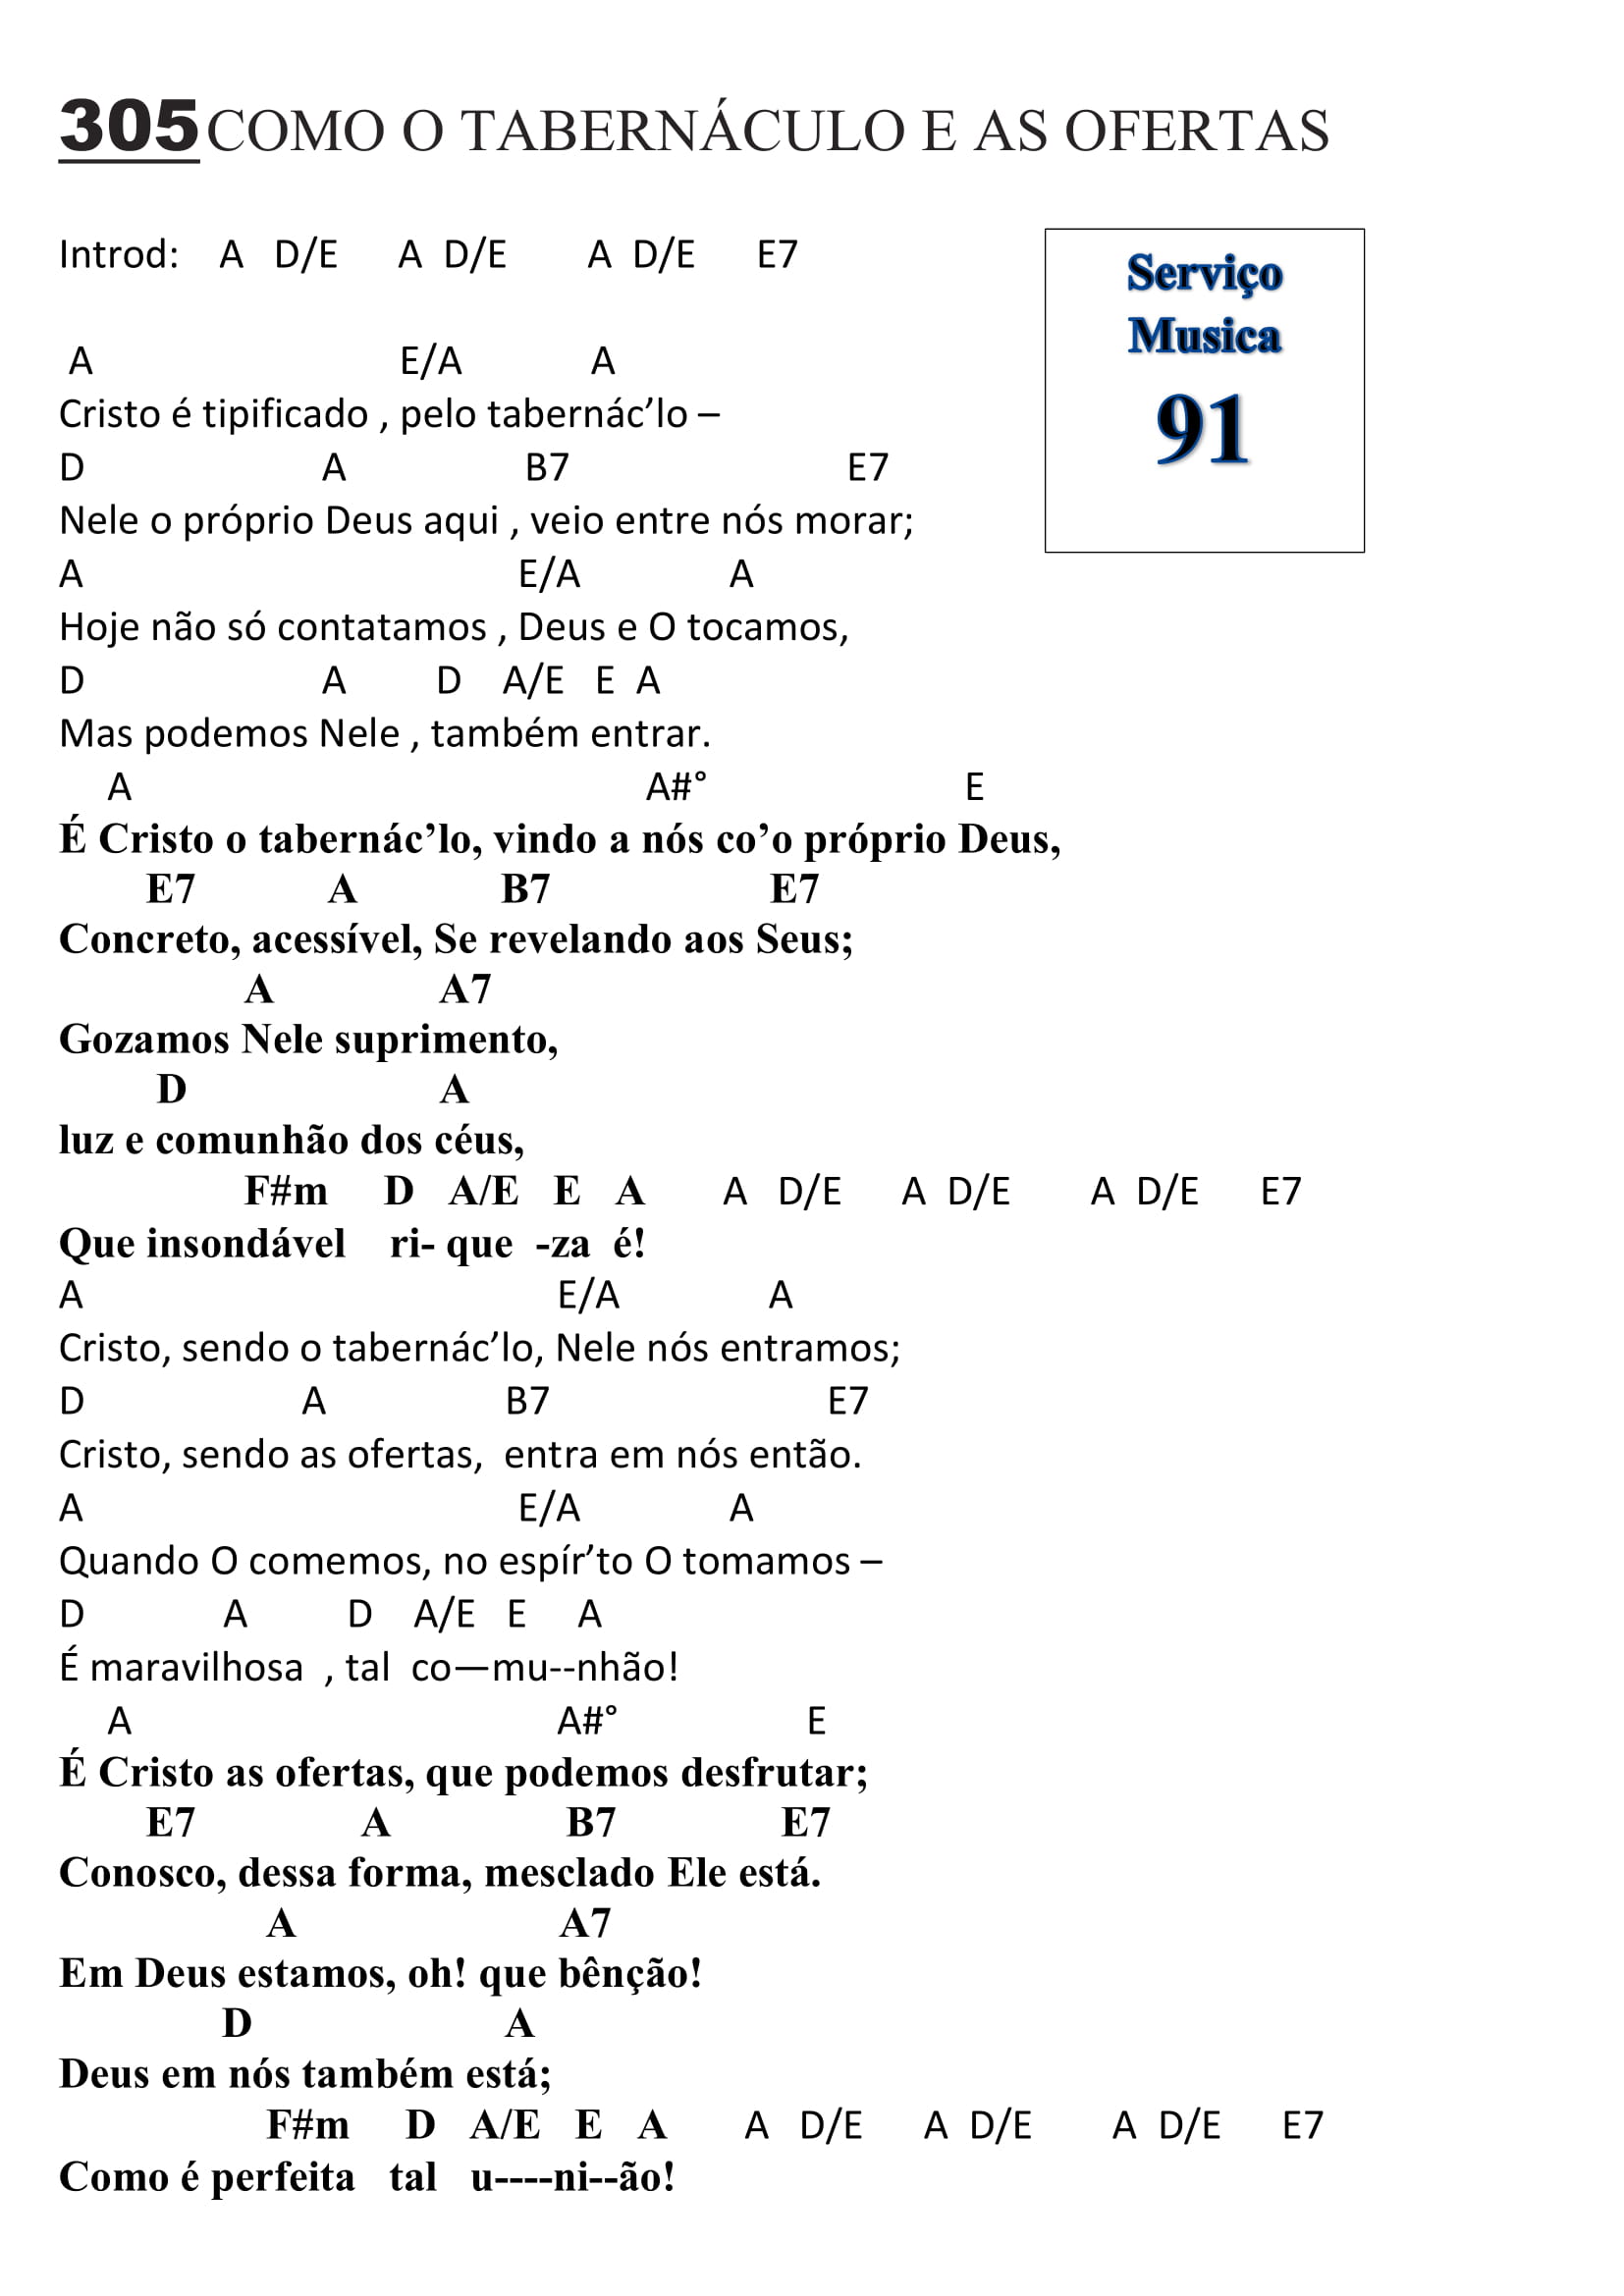 305 COMO O TABERNÁCULO E AS OFERTAS
Introd: A D/E A D/E A D/E E7
Serviço
Musica
91
A E/A A
Cristo é tipificado , pelo tabernác’lo –
D A B7 E7
Nele o próprio Deus aqui , veio entre nós morar;
A E/A A
Hoje não só contatamos , Deus e O tocamos,
D A D A/E E A
Mas podemos Nele , também entrar.
A A#° E
É Cristo o tabernác’lo, vindo a nós co’o próprio Deus,
E7 A B7 E7
Concreto, acessível, Se revelando aos Seus;
A A7
Gozamos Nele suprimento,
D A
luz e comunhão dos céus,
F#m D A/E E A A D/E A D/E A D/E E7
Que insondável ri- que -za é!
A E/A A
Cristo, sendo o tabernác’lo, Nele nós entramos;
D A B7 E7
Cristo, sendo as ofertas, entra em nós então.
A E/A A
Quando O comemos, no espír’to O tomamos –
D A D A/E E A
É maravilhosa , tal co—mu--nhão!
A A#° E
É Cristo as ofertas, que podemos desfrutar;
E7 A B7 E7
Conosco, dessa forma, mesclado Ele está.
A A7
Em Deus estamos, oh! que bênção!
D A
Deus em nós também está;
F#m D A/E E A A D/E A D/E A D/E E7
Como é perfeita tal u----ni--ão!